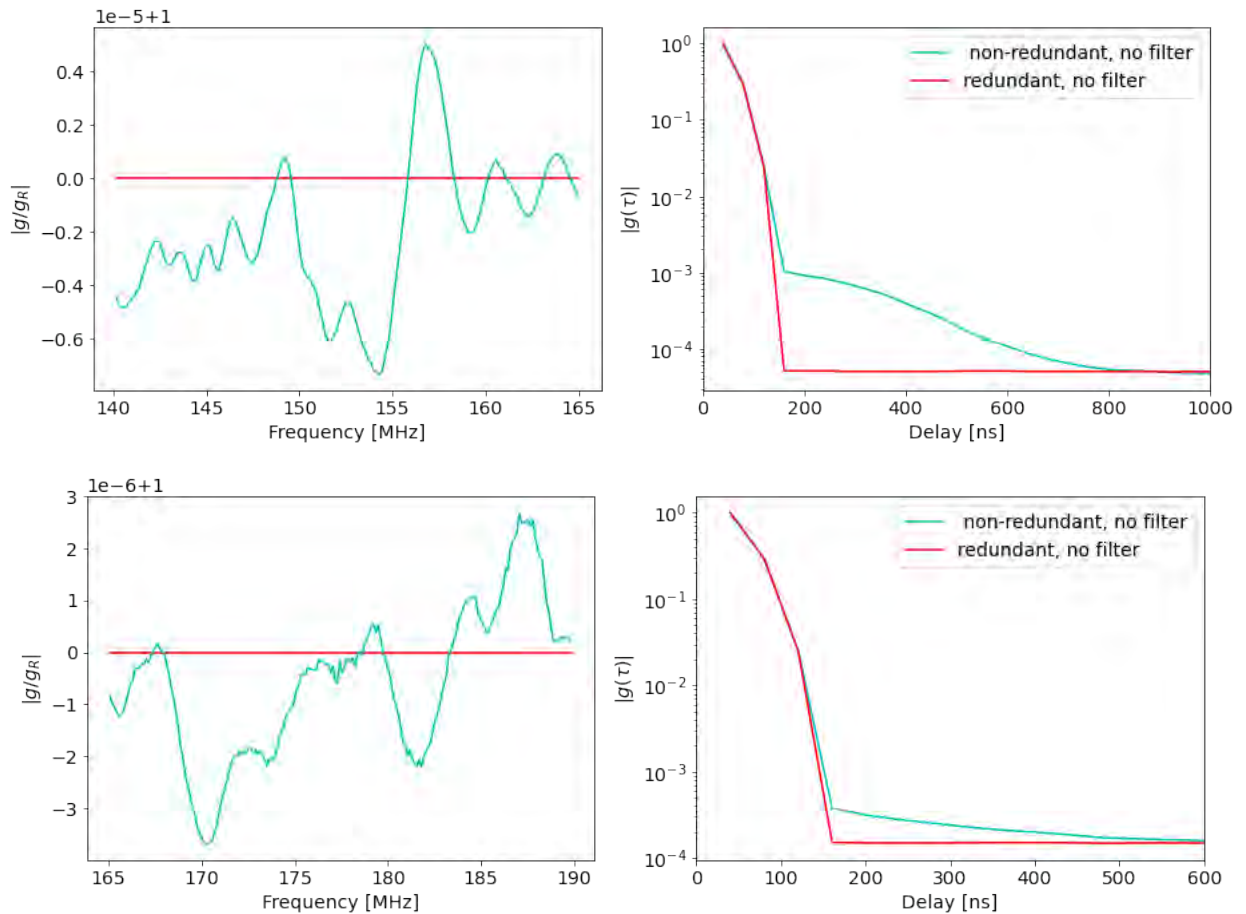 1e−5+1
0.4
0.2
0.0
−0.2
−0.4
−0.6
|g/g_R|
140 145 150 155 160 165
Frequency [MHz]
10^0
10^−1
10^−2
10^−3
10^−4
|g(τ)|
non-redundant, no filter
redundant, no filter
0 200 400 600 800 1000
Delay [ns]
1e−6+1
3
2
1
0
−1
−2
−3
|g/g_R|
165 170 175 180 185 190
Frequency [MHz]
10^0
10^−1
10^−2
10^−3
10^−4
|g(τ)|
non-redundant, no filter
redundant, no filter
0 100 200 300 400 500 600
Delay [ns]